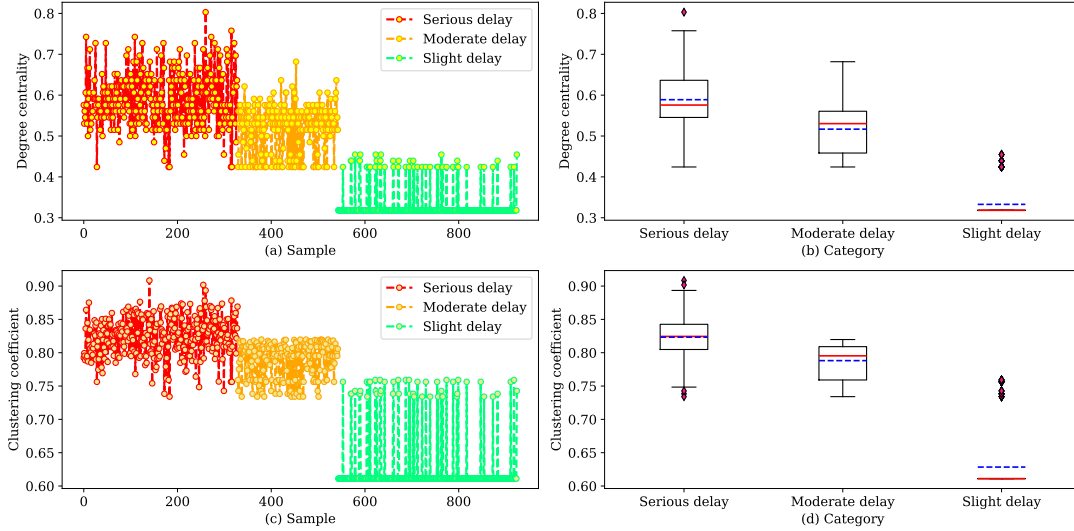 Degree centrality
0.8
0.7
0.6
0.5
0.4
0.3
0
200
400
600
800
(a) Sample
Serious delay
Moderate delay
Slight delay
Degree centrality
0.8
0.7
0.6
0.5
0.4
0.3
Serious delay
Moderate delay
Slight delay
(b) Category
Clustering coefficient
0.90
0.85
0.80
0.75
0.70
0.65
0.60
0
200
400
600
800
(c) Sample
Serious delay
Moderate delay
Slight delay
Clustering coefficient
0.90
0.85
0.80
0.75
0.70
0.65
0.60
Serious delay
Moderate delay
Slight delay
(d) Category